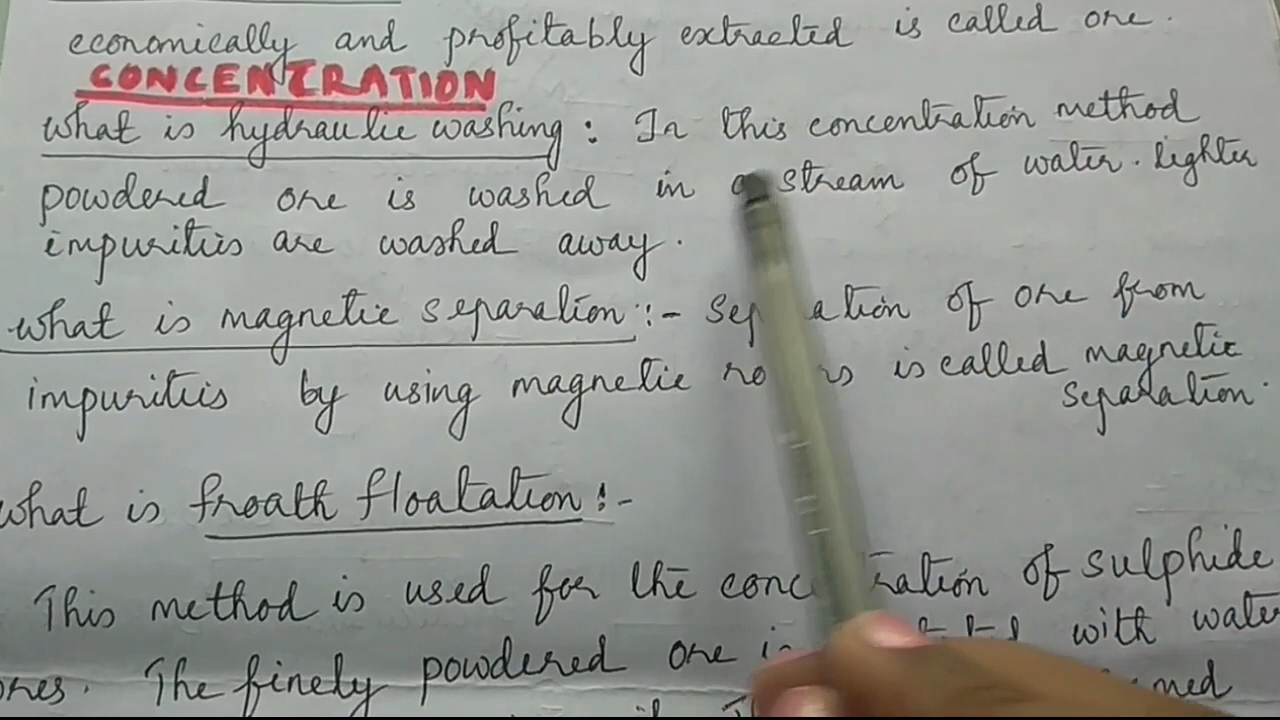 economically and profitably extracted is called ore.
CONCENTRATION
What is hydraulic washing : In this concentration method
powdered ore is washed in a stream of water. lighter
impurities are washed away.
What is magnetic separation :- Separation of ore from
impurities by using magnetic is called magnetic
separation.
What is froath floatation :-
This method is used for the concentration of sulphide
ores. The finely powdered ore is with water